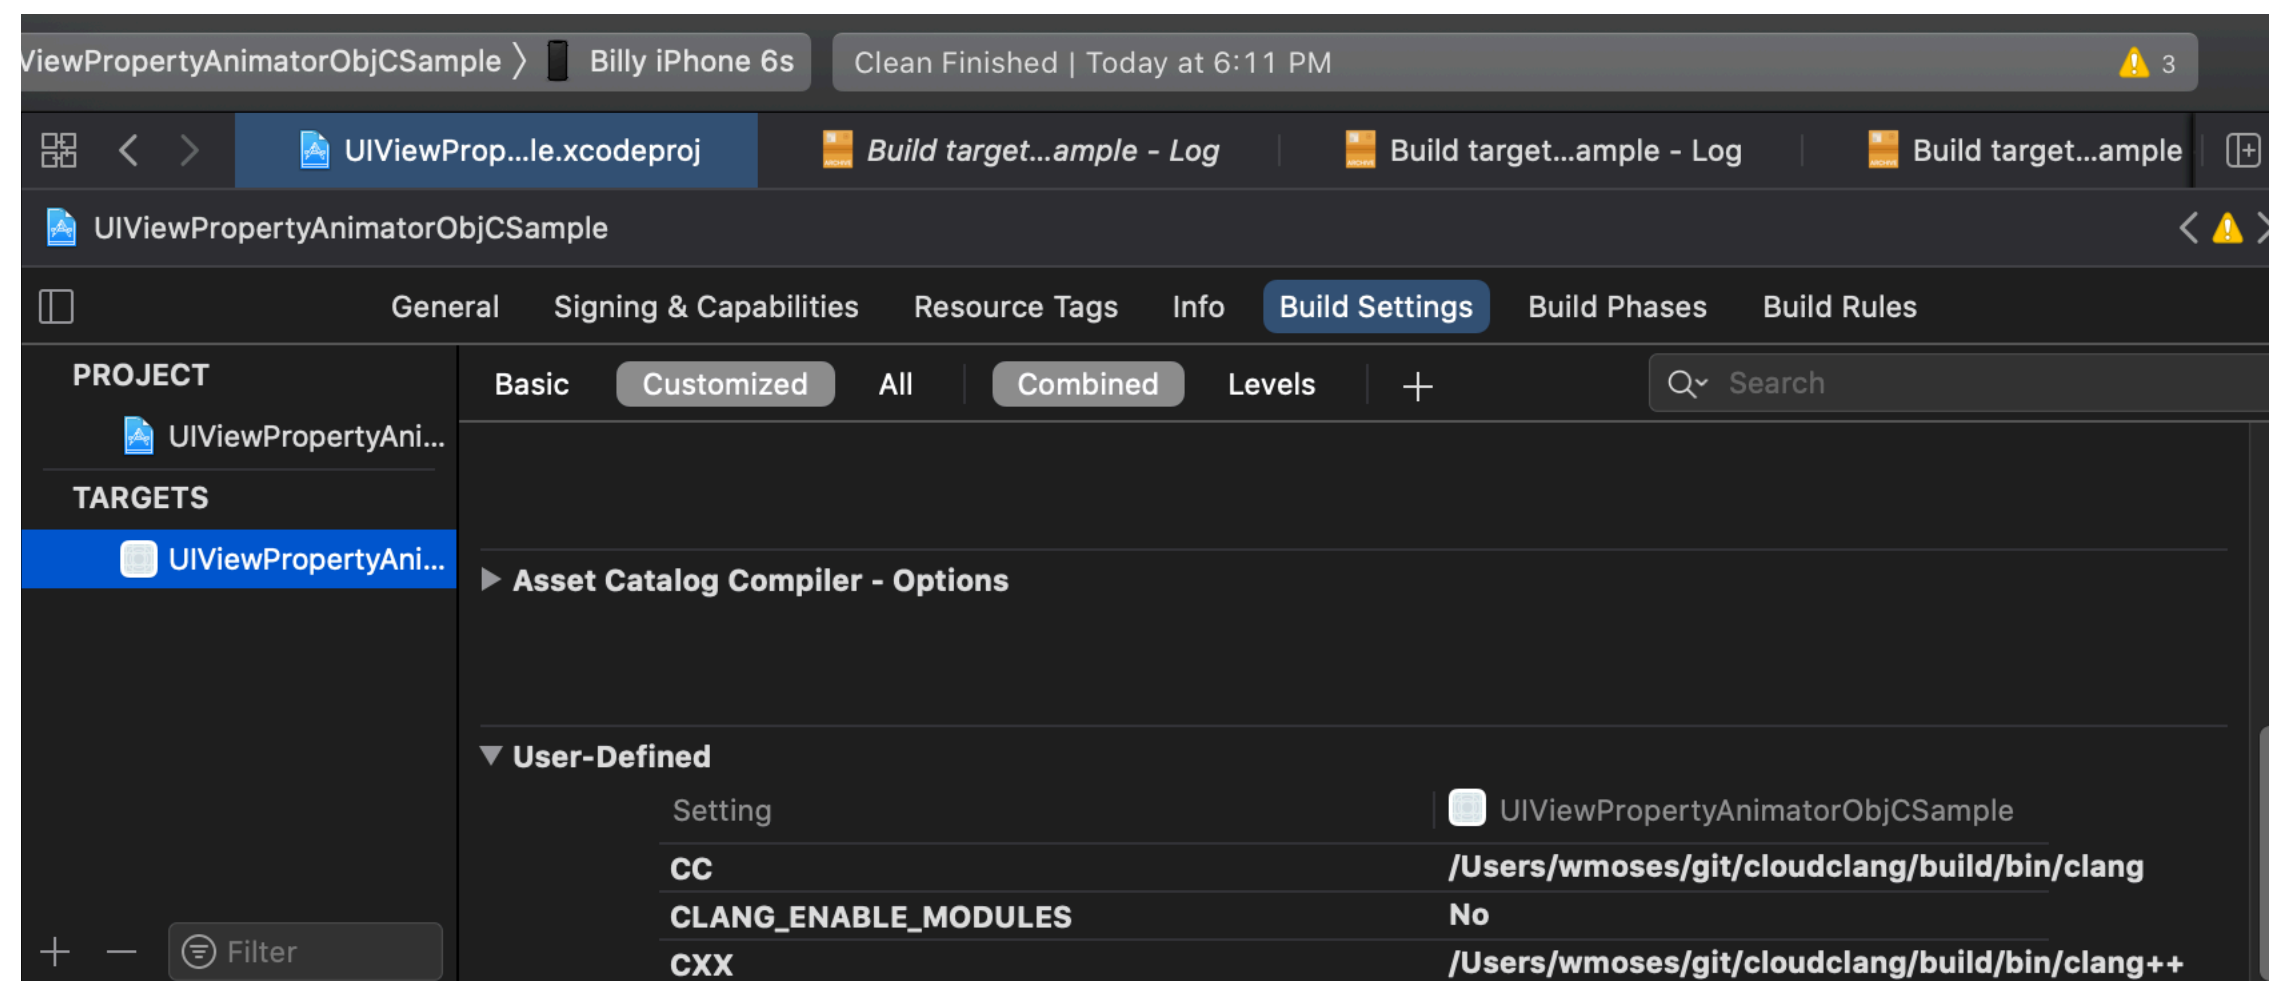 ViewPropertyAnimatorObjCSample 〉 Billy iPhone 6s Clean Finished | Today at 6:11 PM 3
UIViewProp...le.xcodeproj Build target...ample - Log Build target...ample - Log Build target...ample
UIViewPropertyAnimatorObjCSample
General Signing & Capabilities Resource Tags Info Build Settings Build Phases Build Rules
PROJECT
UIViewPropertyAni...
TARGETS
UIViewPropertyAni...
Filter
Basic Customized All Combined Levels Search
Asset Catalog Compiler - Options
User-Defined
Setting UIViewPropertyAnimatorObjCSample
CC /Users/wmoses/git/cloudclang/build/bin/clang
CLANG_ENABLE_MODULES No
CXX /Users/wmoses/git/cloudclang/build/bin/clang++